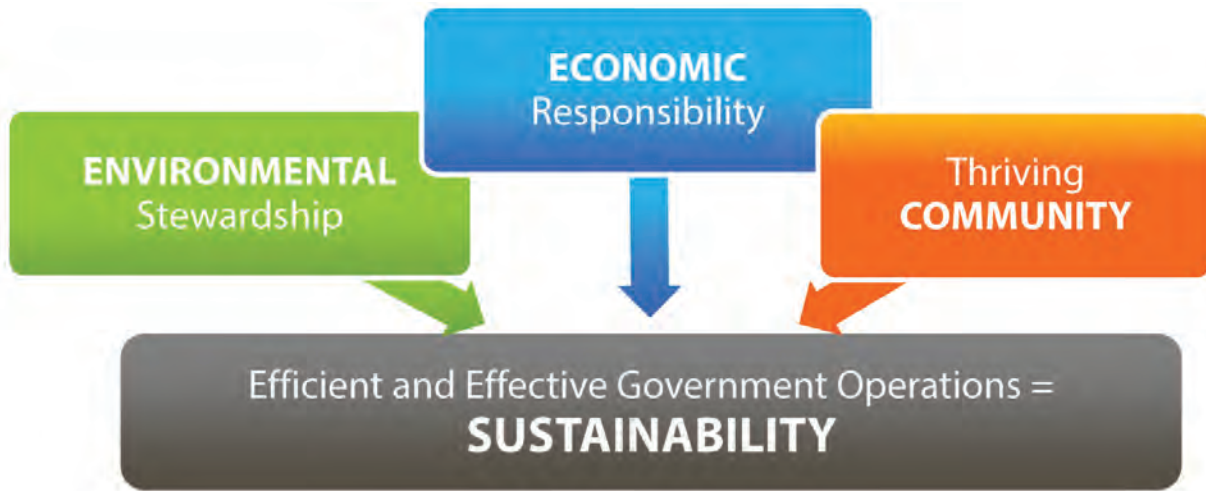 ENVIRONMENTAL
Stewardship
ECONOMIC
Responsibility
Thriving
COMMUNITY
Efficient and Effective Government Operations =
SUSTAINABILITY